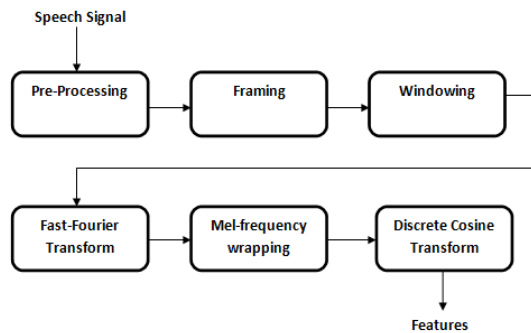 Speech Signal
Pre-Processing
Framing
Windowing
Fast-Fourier
Transform
Mel-frequency
wrapping
Discrete Cosine
Transform
Features